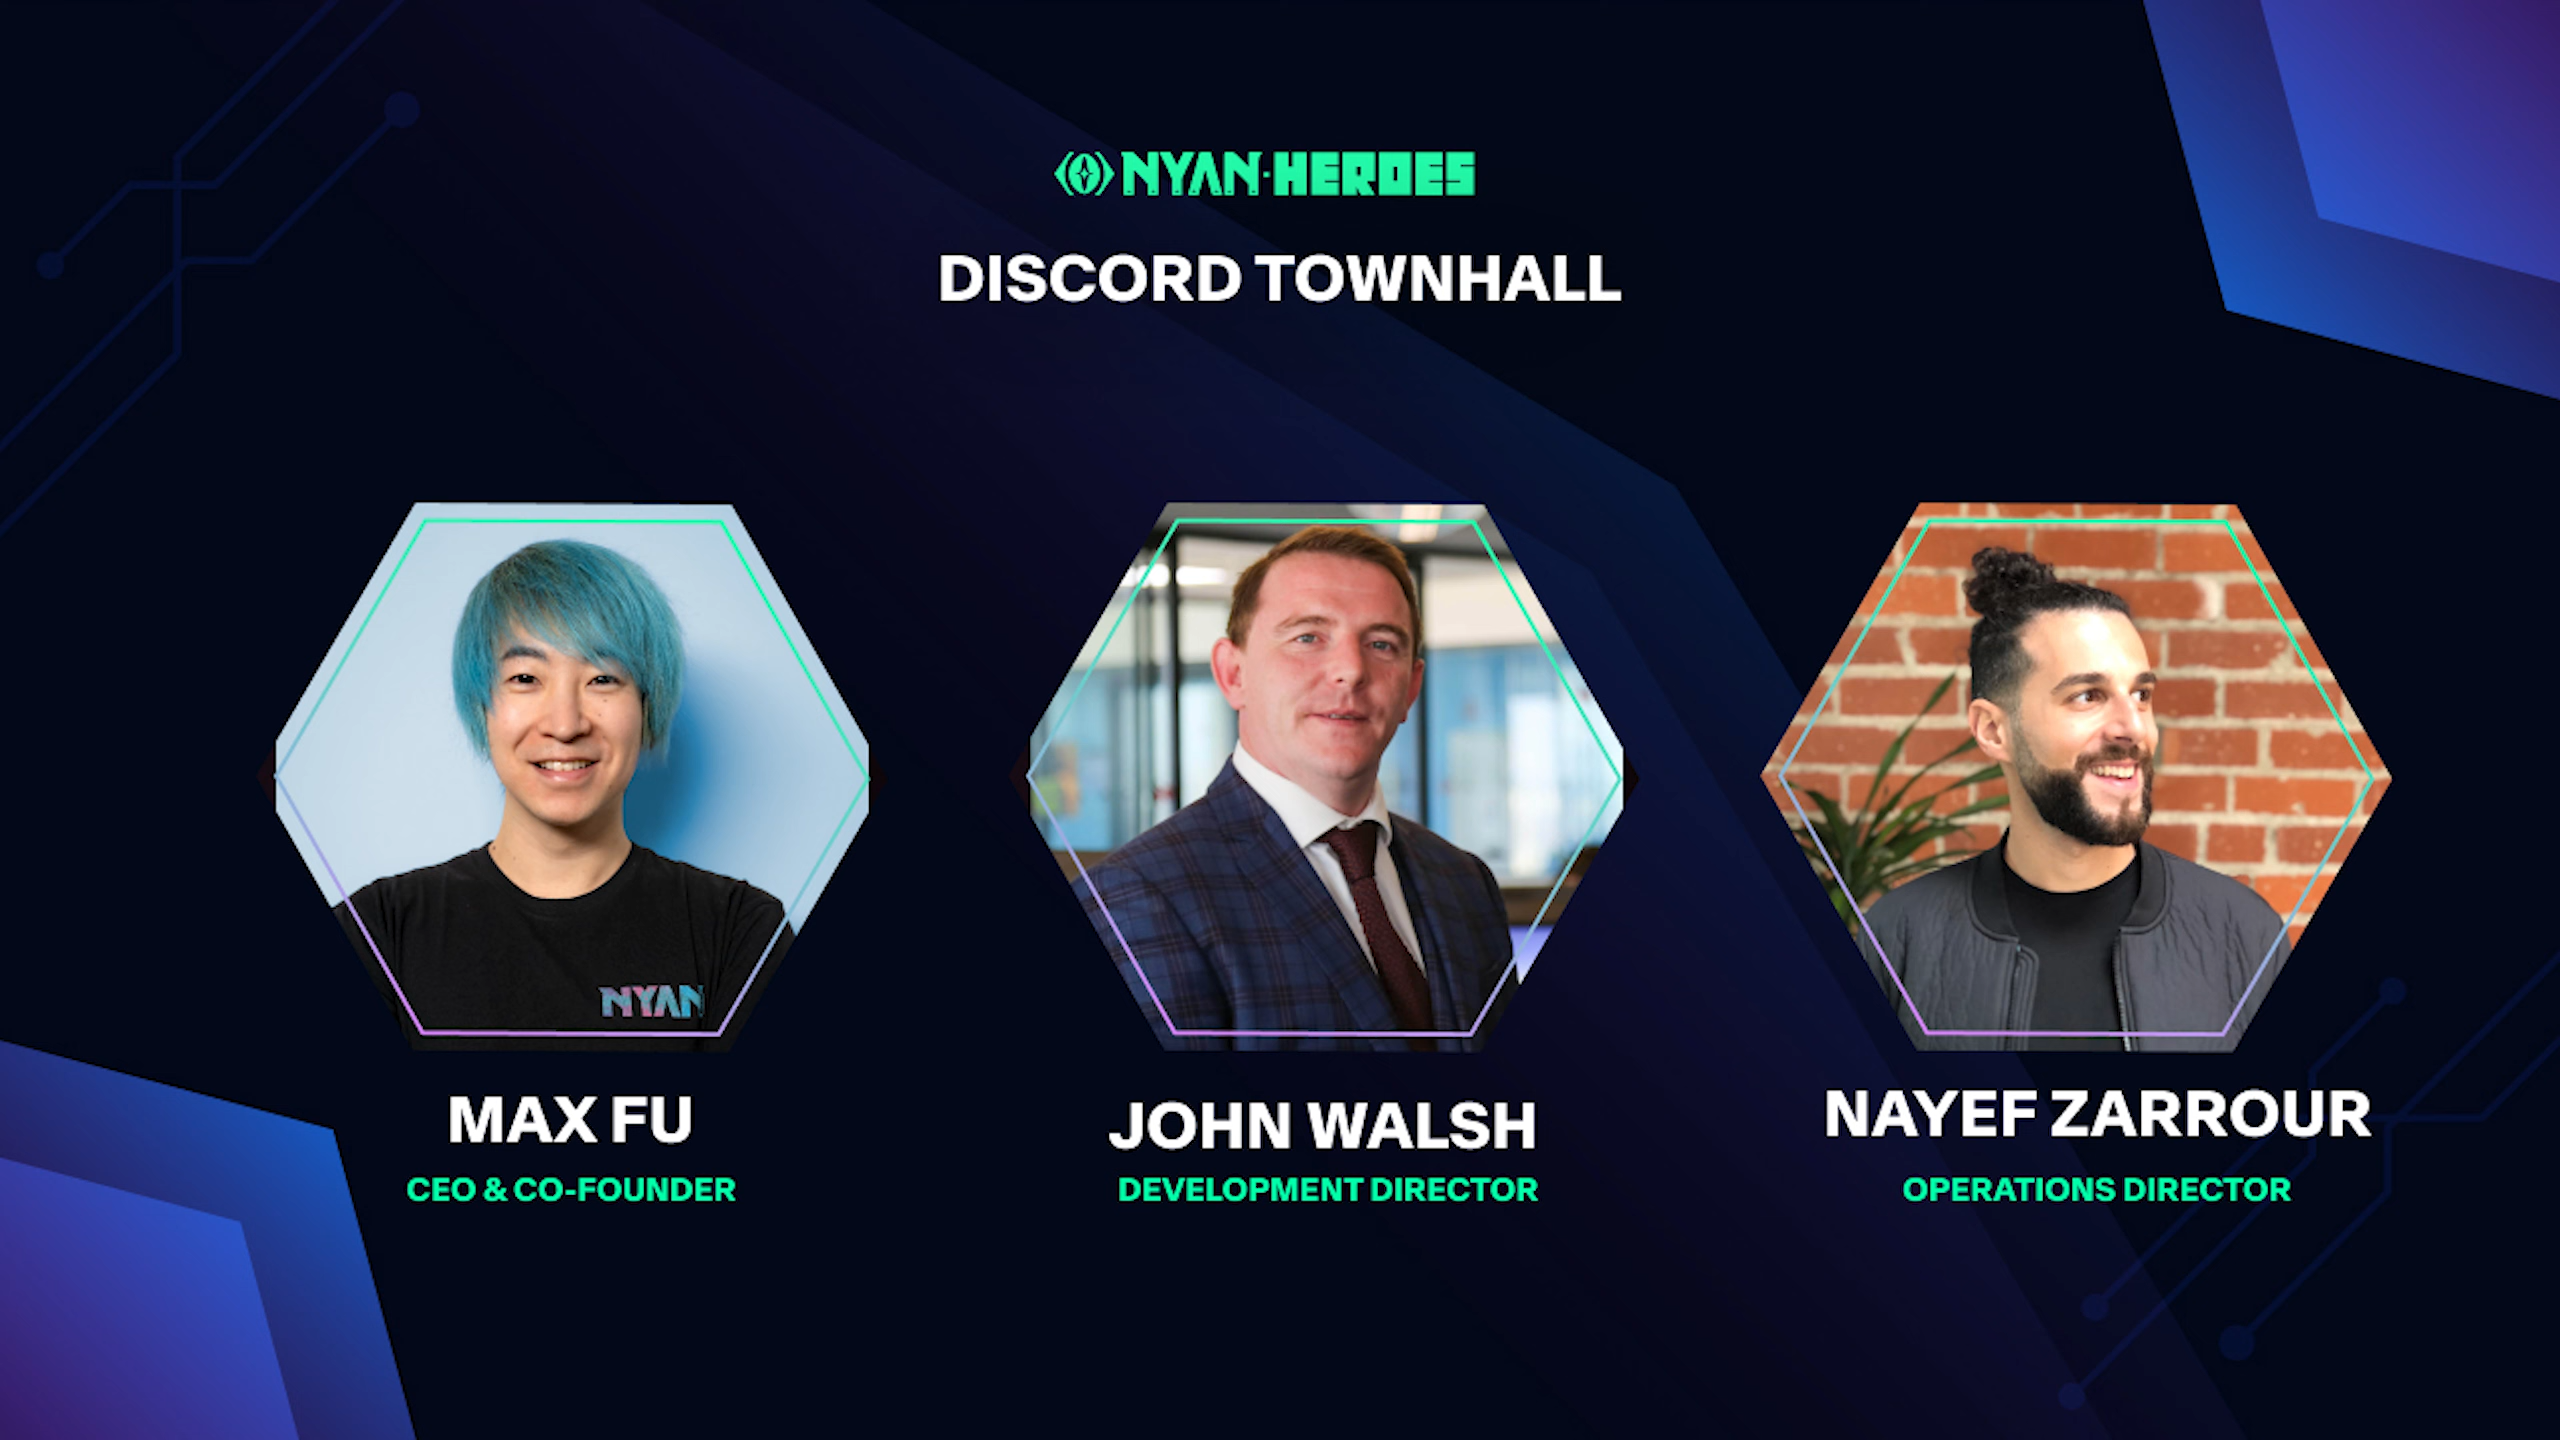 NYAN·HEROES
DISCORD TOWNHALL
NYAN
MAX FU
CEO & CO-FOUNDER
JOHN WALSH
DEVELOPMENT DIRECTOR
NAYEF ZARROUR
OPERATIONS DIRECTOR